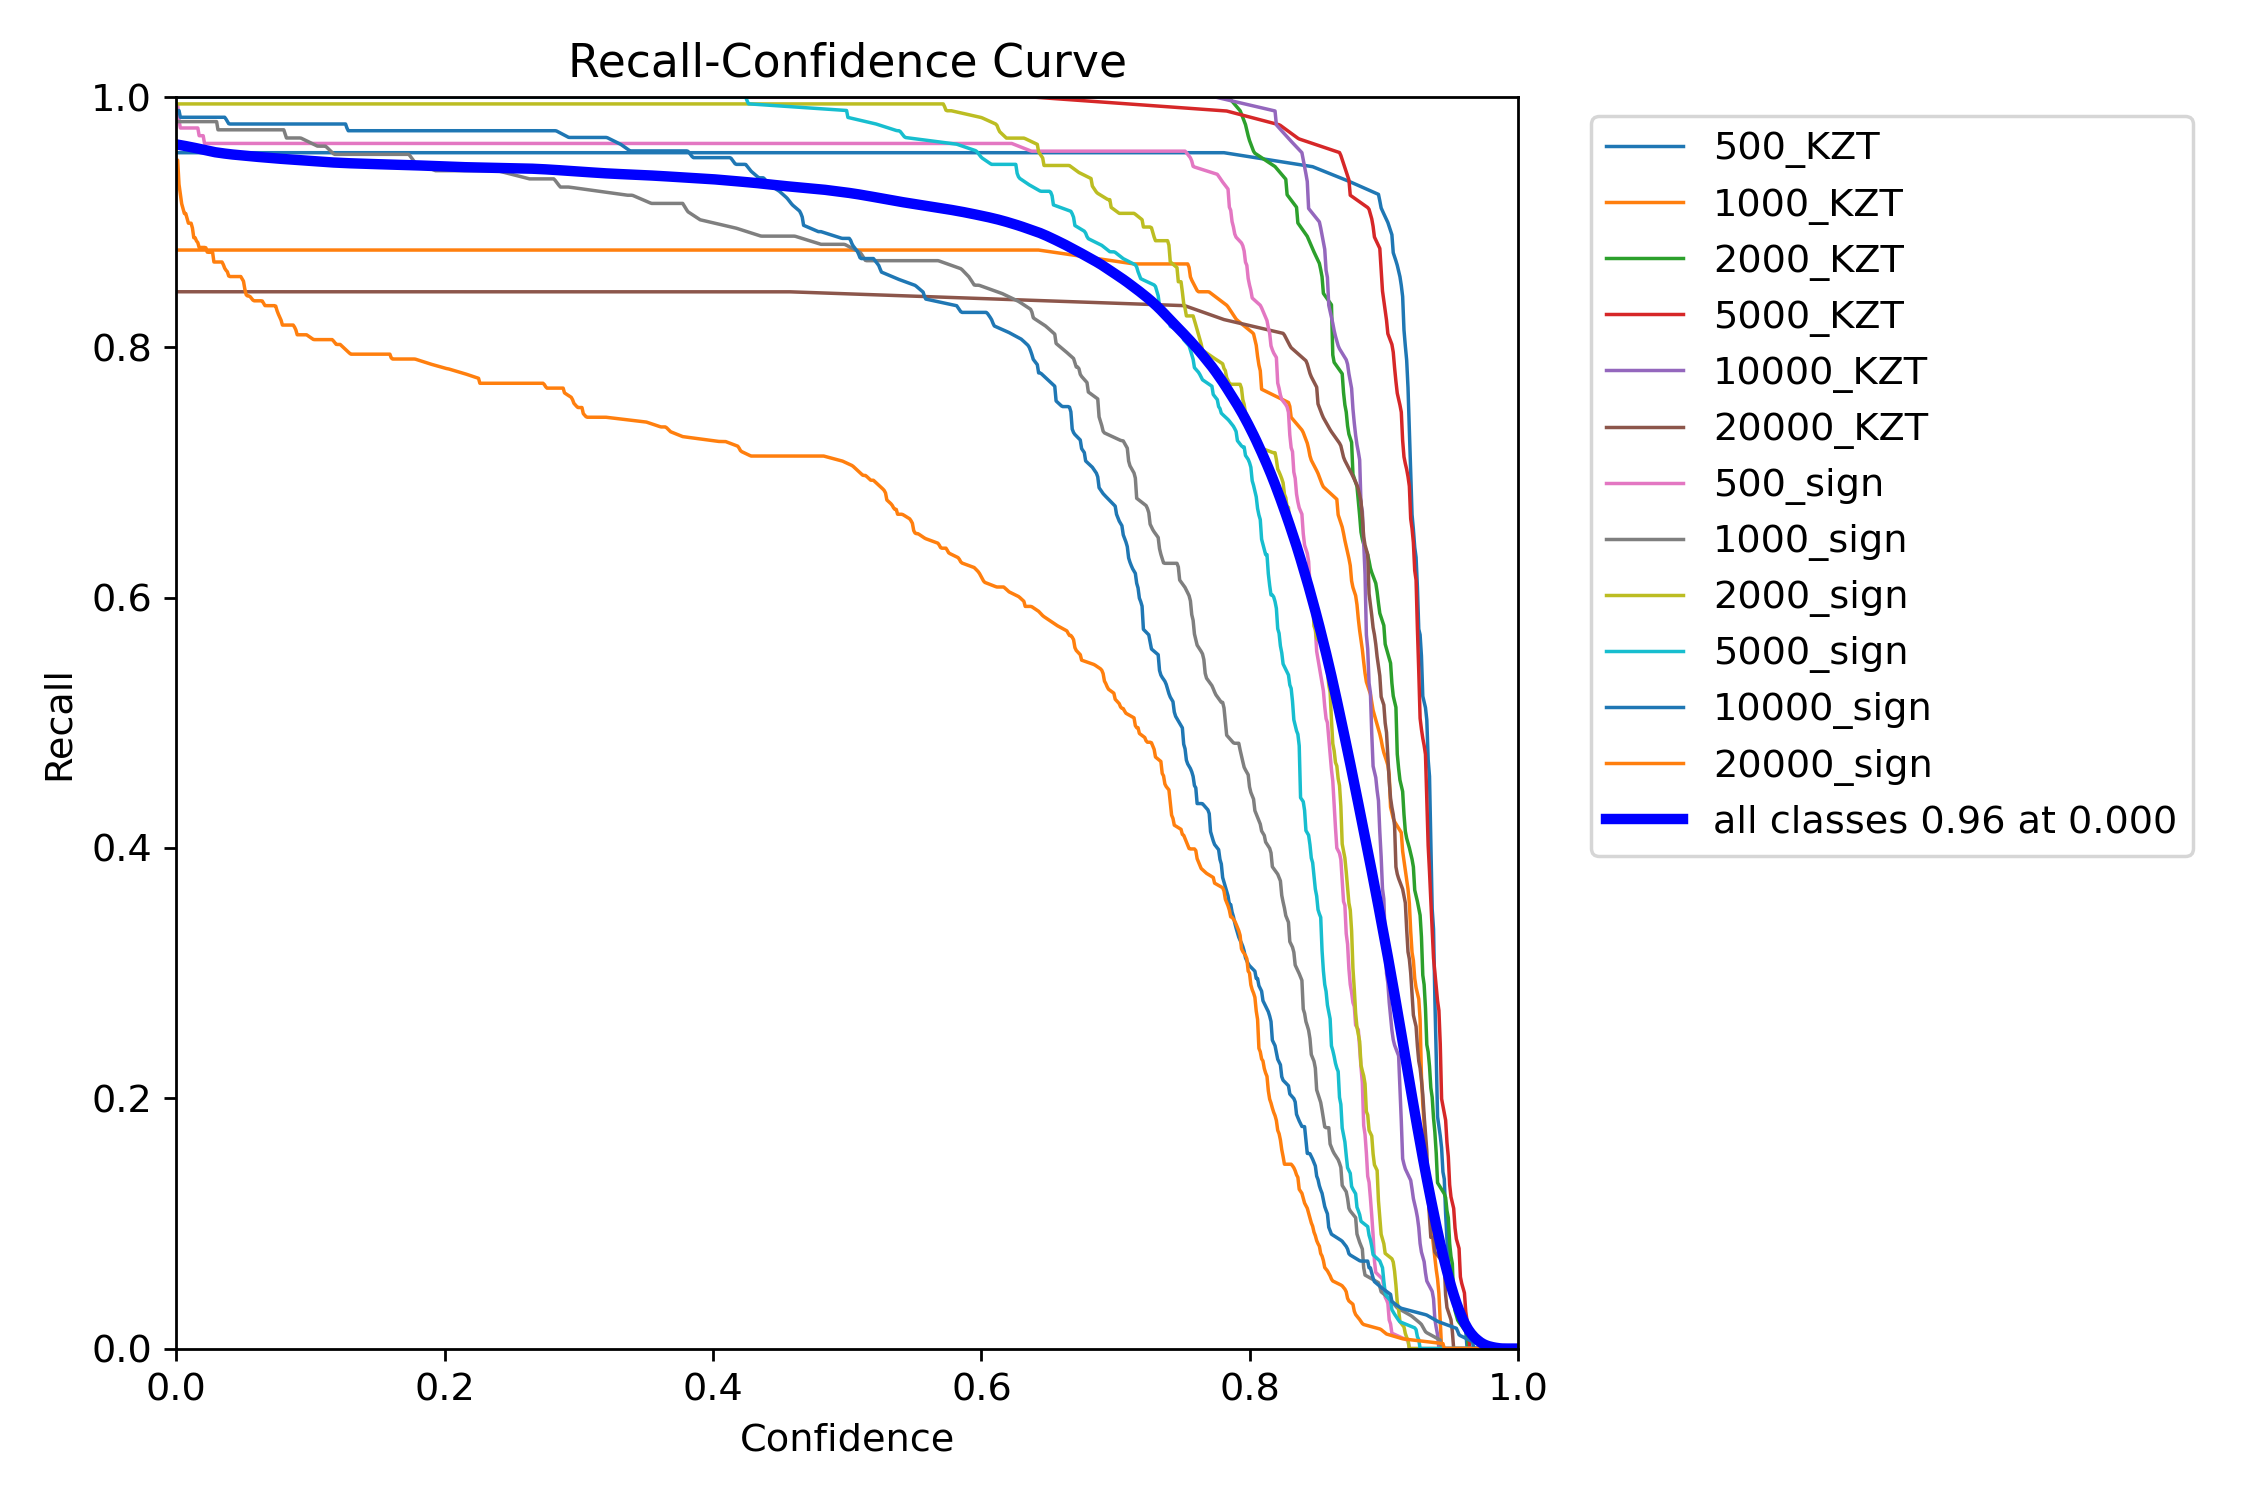 Recall-Confidence Curve
1.0
0.8
0.6
0.4
0.2
0.0
Recall
0.0 0.2 0.4 0.6 0.8 1.0
Confidence
500_KZT
1000_KZT
2000_KZT
5000_KZT
10000_KZT
20000_KZT
500_sign
1000_sign
2000_sign
5000_sign
10000_sign
20000_sign
all classes 0.96 at 0.000